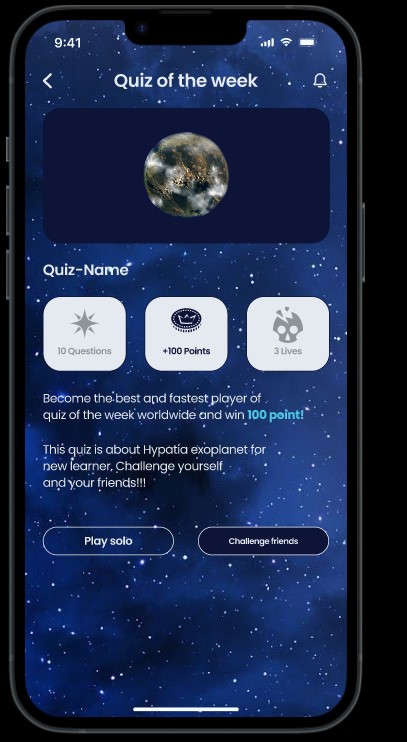 9:41
Quiz of the week
Quiz-Name
10 Questions
+100 Points
3 Lives
Become the best and fastest player of
quiz of the week worldwide and win 100 point!
This quiz is about Hypatia exoplanet for
new learner, Challenge yourself
and your friends!!!
Play solo
Challenge friends